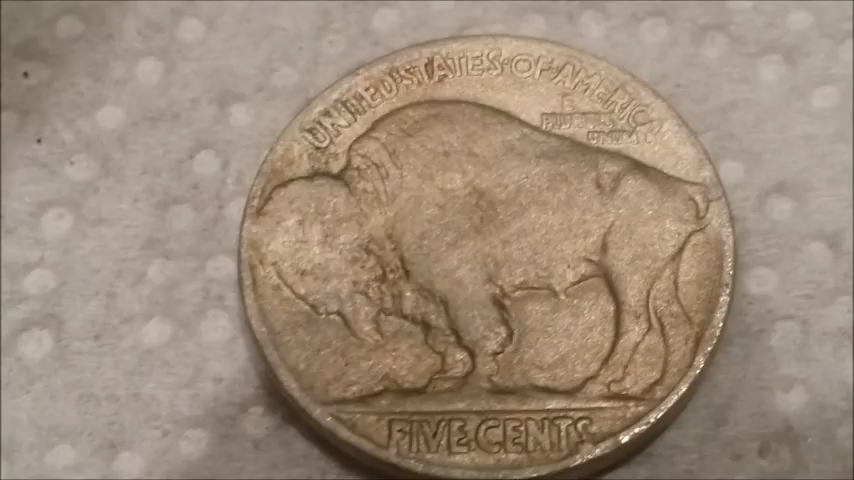 UNITED·STATES·OF·AMERICA
E
PLURIBUS
UNUM
FIVE CENTS